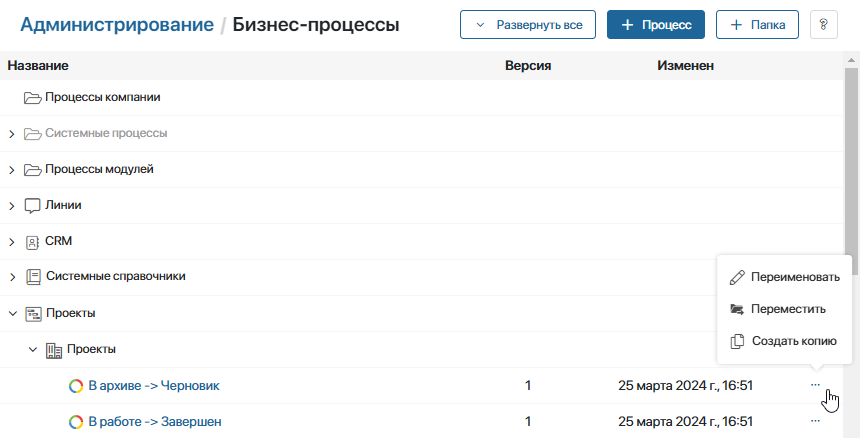 Администрирование / Бизнес-процессы
Развернуть все
+ Процесс
+ Папка
?
Название Версия Изменен
Процессы компании
Системные процессы
Процессы модулей
Линии
CRM
Системные справочники
Проекты
Проекты
В архиве -> Черновик 1 25 марта 2024 г., 16:51 ...
В работе -> Завершен 1 25 марта 2024 г., 16:51 ...
Переименовать
Переместить
Создать копию